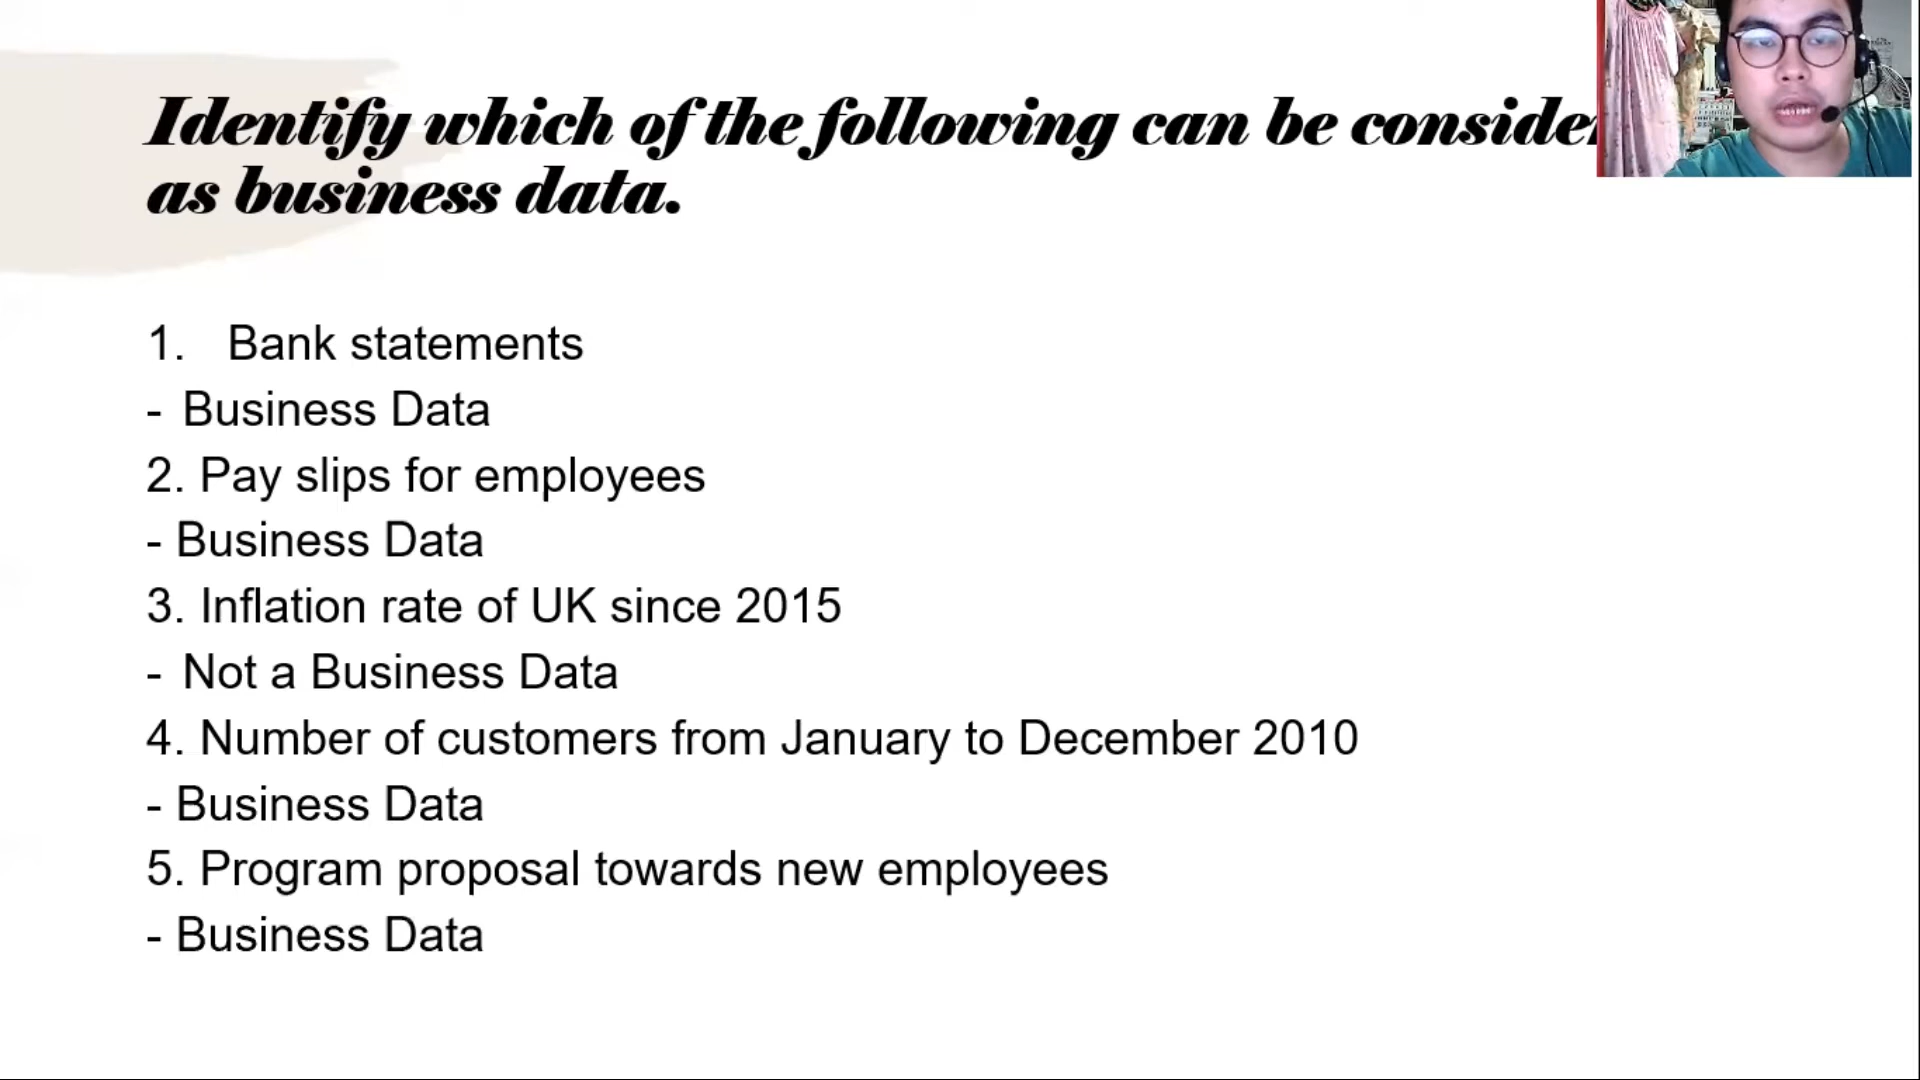 Identify which of the following can be consider
as business data.
1. Bank statements
- Business Data
2. Pay slips for employees
- Business Data
3. Inflation rate of UK since 2015
- Not a Business Data
4. Number of customers from January to December 2010
- Business Data
5. Program proposal towards new employees
- Business Data